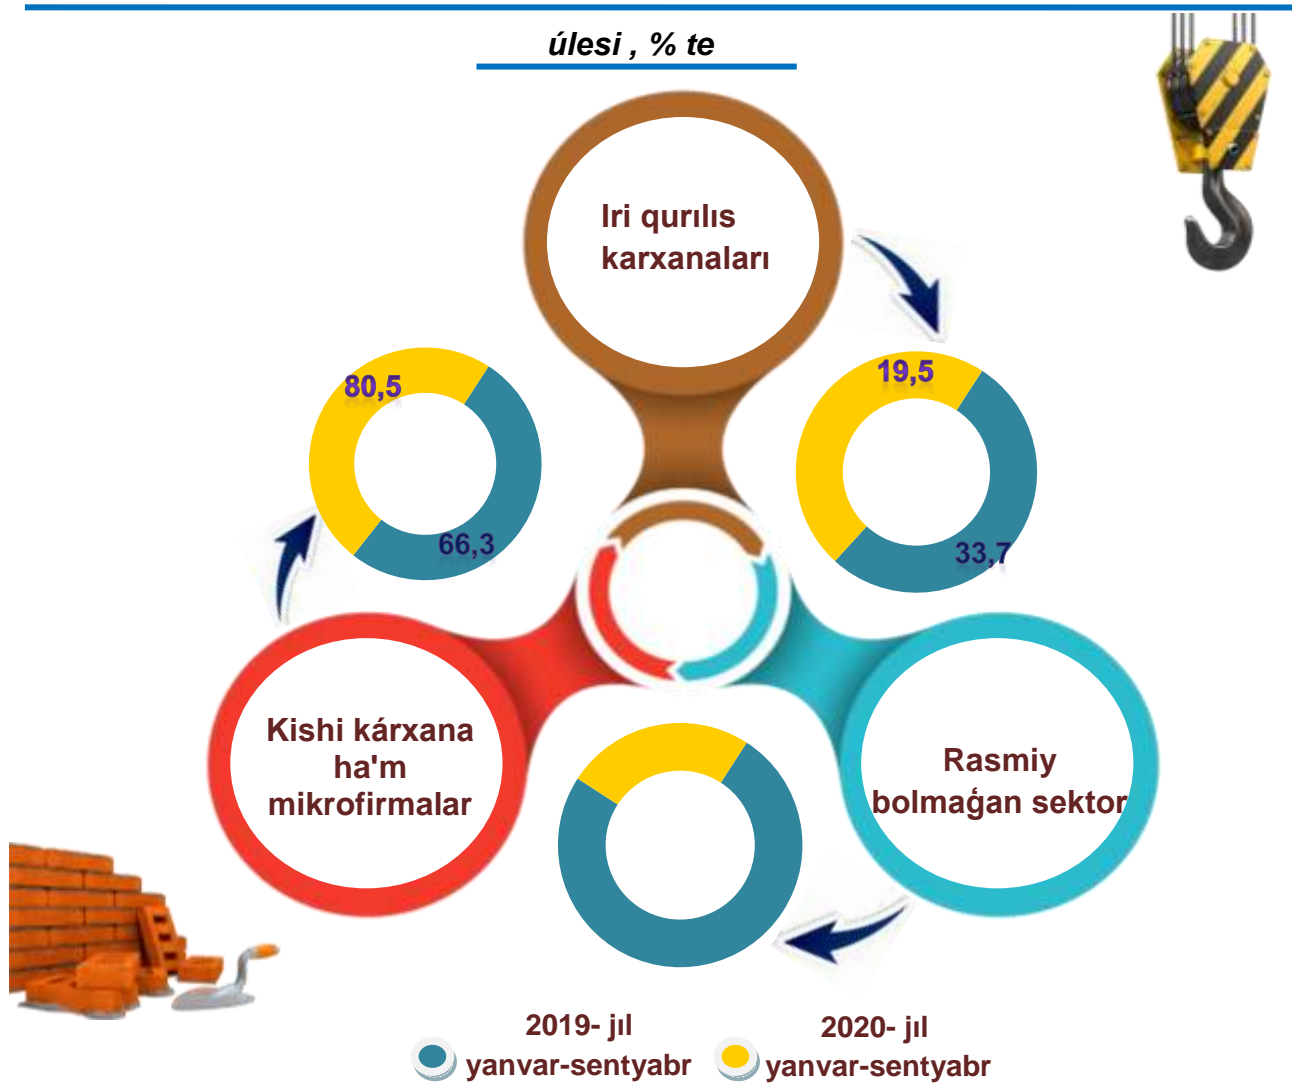 úlesi , % te
Iri qurılıs
karxanaları
80,5
66,3
19,5
33,7
Kishi kárxana
ha'm
mikrofirmalar
Rasmiy
bolmaģan sektor
2019- jıl
yanvar-sentyabr
2020- jıl
yanvar-sentyabr